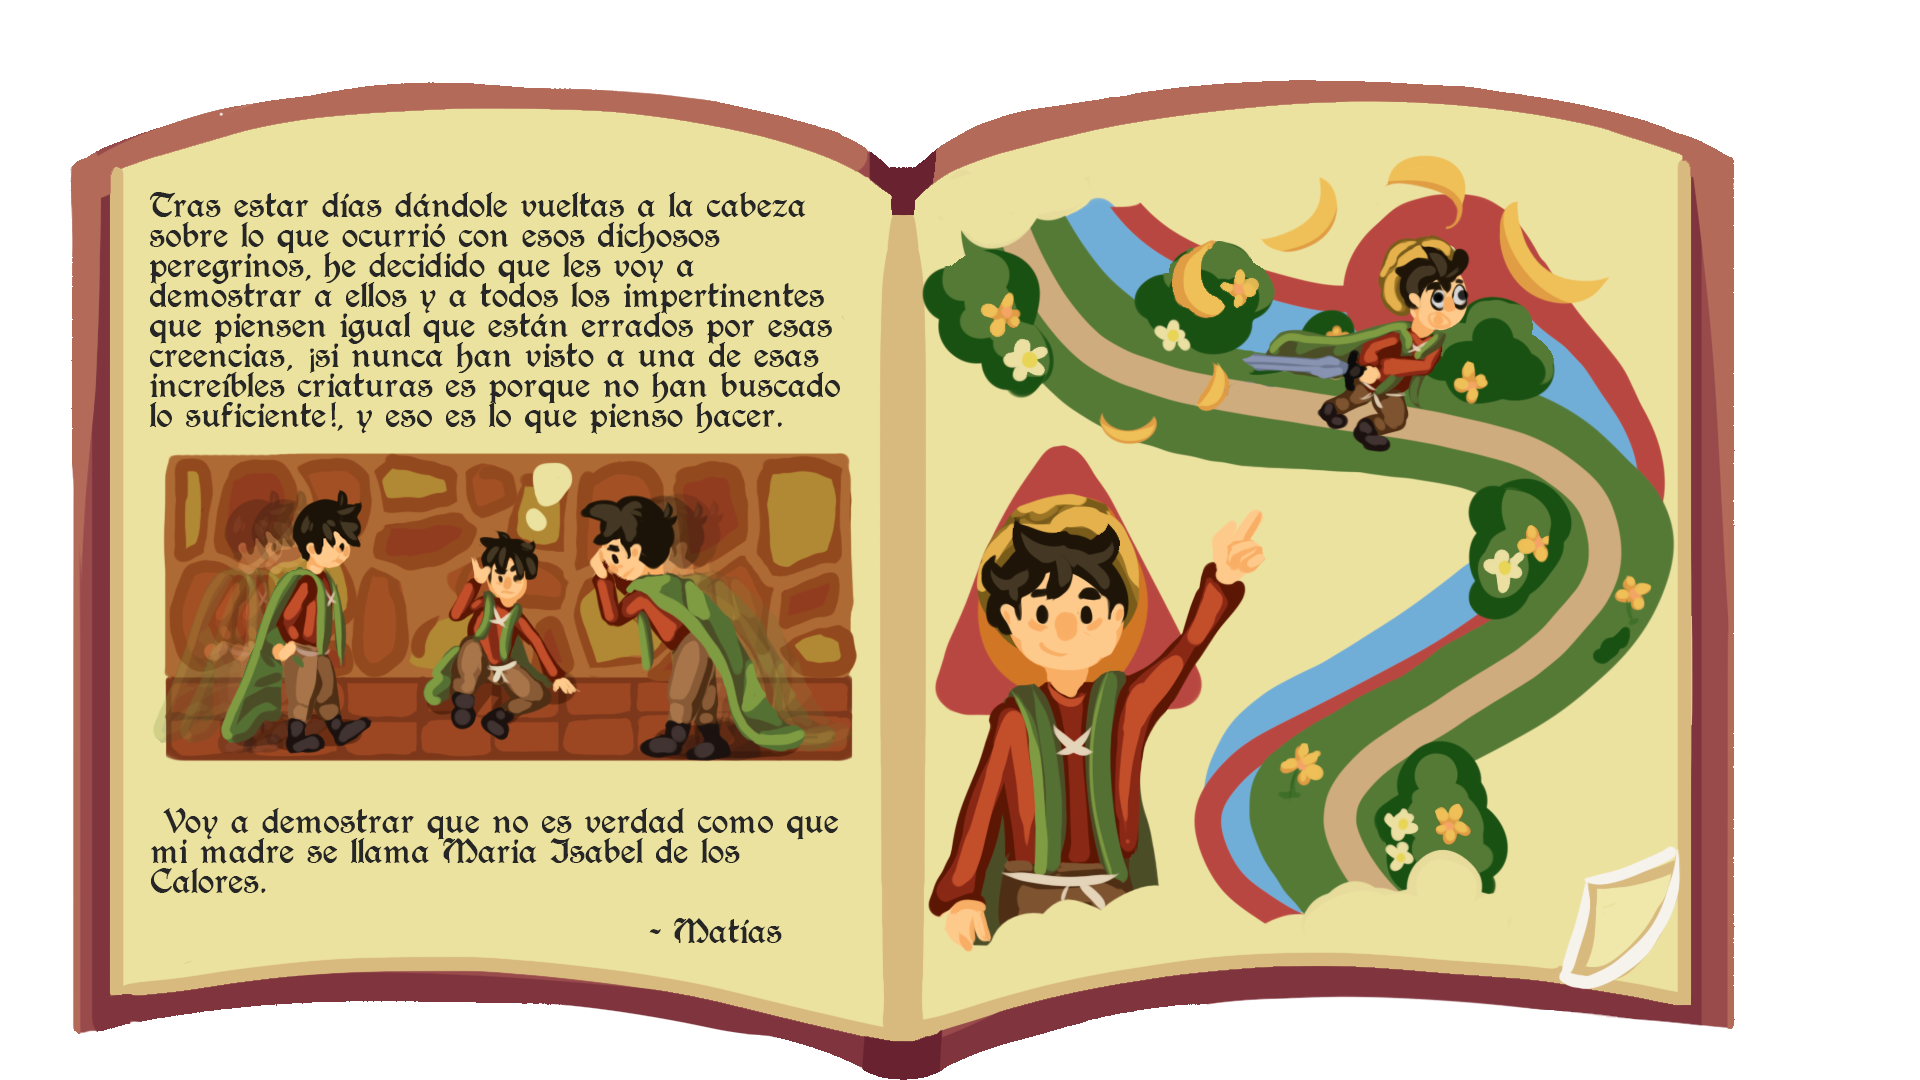 Tras estar días dándole vueltas a la cabeza
sobre lo que ocurrió con esos dichosos
peregrinos, he decidido que les voy a
demostrar a ellos y a todos los impertinentes
que piensen igual que están errados por esas
creencias, ¡si nunca han visto a una de esas
increíbles criaturas es porque no han buscado
lo suficiente!, y eso es lo que pienso hacer.
Voy a demostrar que no es verdad como que
mi madre se llama Maria Isabel de los
Calores.
- Matías